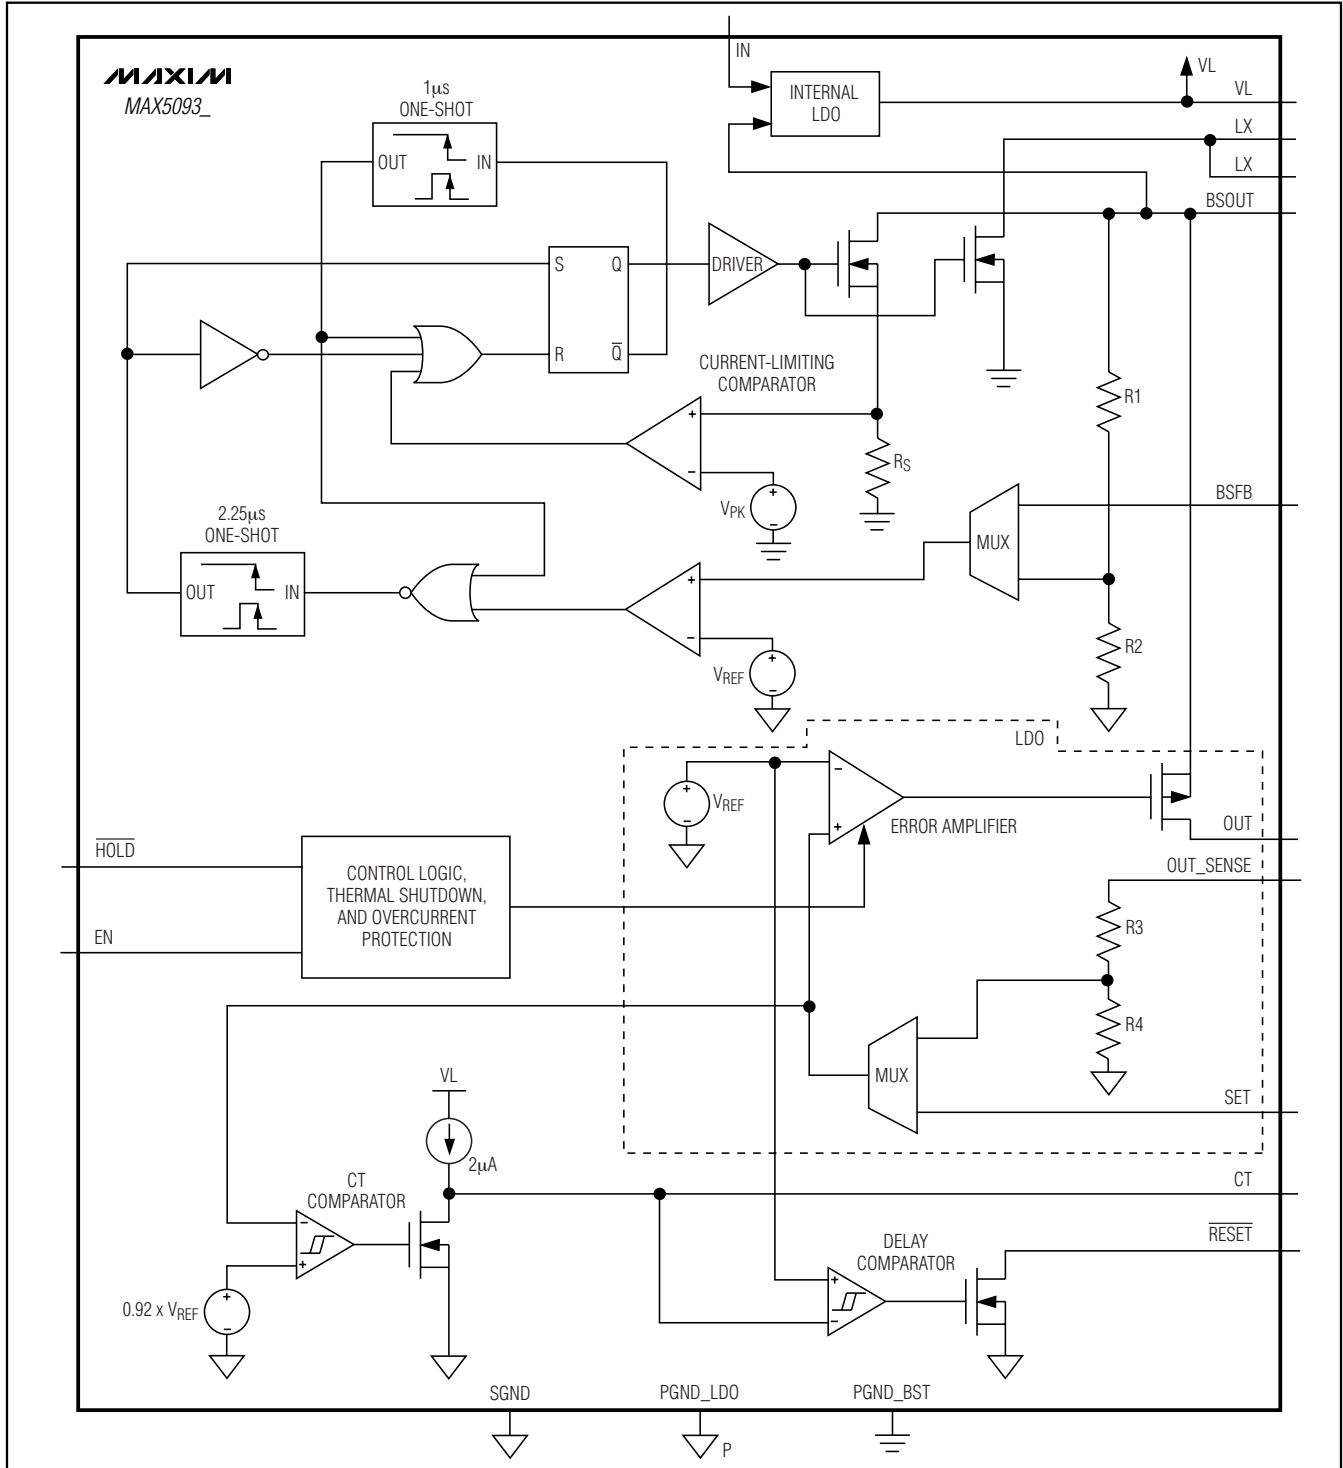 MAXIM
MAX5093_
1µs
ONE-SHOT
OUT
IN
IN
INTERNAL
LDO
VL
VL
LX
LX
BSOUT
S
Q
R
Q̅
DRIVER
CURRENT-LIMITING
COMPARATOR
+
−
RS
VPK
+
−
R1
BSFB
MUX
2.25µs
ONE-SHOT
OUT
IN
+
−
VREF
+
−
R2
LDO
VREF
+
−
−
+
ERROR AMPLIFIER
OUT
OUT_SENSE
R3
R4
MUX
SET
H̅O̅L̅D̅
EN
CONTROL LOGIC,
THERMAL SHUTDOWN,
AND OVERCURRENT
PROTECTION
VL
2µA
CT
COMPARATOR
−
+
0.92 x VREF
+
−
CT
R̅E̅S̅E̅T̅
DELAY
COMPARATOR
+
−
SGND
PGND_LDO
P
PGND_BST